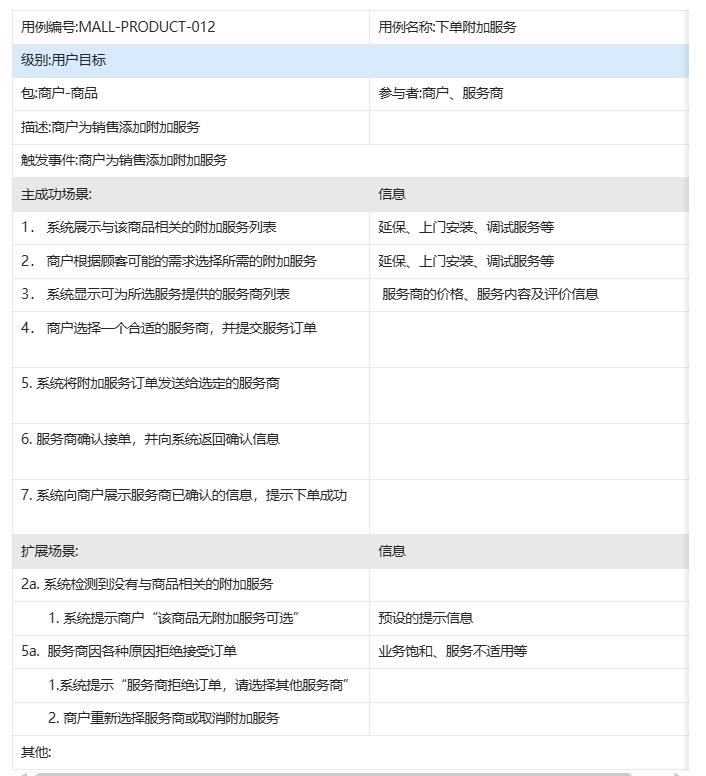 用例编号:MALL-PRODUCT-012
用例名称:下单附加服务
级别:用户目标
包:商户-商品
参与者:商户、服务商
描述:商户为销售添加附加服务
触发事件:商户为销售添加附加服务
主成功场景:
信息
1. 系统展示与该商品相关的附加服务列表
延保、上门安装、调试服务等
2. 商户根据顾客可能的需求选择所需的附加服务
延保、上门安装、调试服务等
3. 系统显示可为所选服务提供的服务商列表
服务商的价格、服务内容及评价信息
4. 商户选择一个合适的服务商，并提交服务订单
5. 系统将附加服务订单发送给选定的服务商
6. 服务商确认接单，并向系统返回确认信息
7. 系统向商户展示服务商已确认的信息，提示下单成功
扩展场景:
信息
2a. 系统检测到没有与商品相关的附加服务
1. 系统提示商户“该商品无附加服务可选”
预设的提示信息
5a. 服务商因各种原因拒绝接受订单
业务饱和、服务不适用等
1.系统提示“服务商拒绝订单，请选择其他服务商”
2. 商户重新选择服务商或取消附加服务
其他: